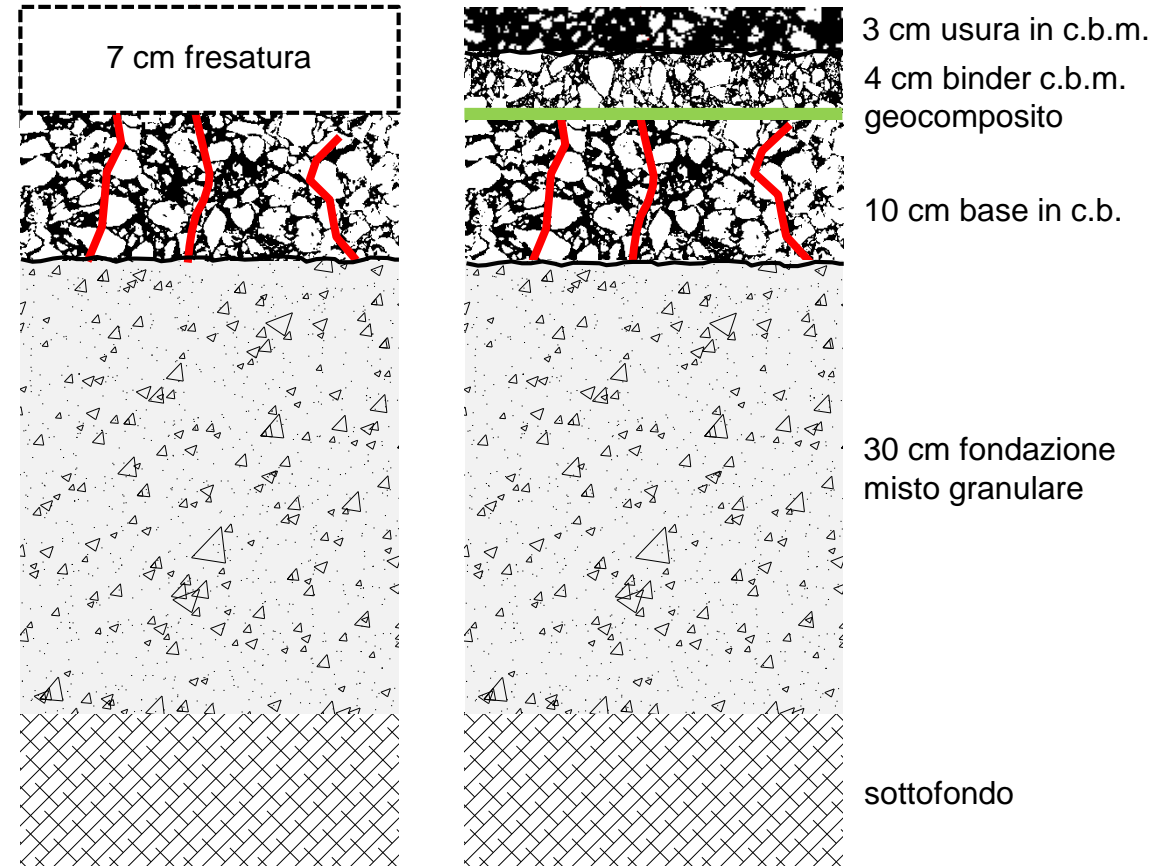 7 cm fresatura
3 cm usura in c.b.m.
4 cm binder c.b.m.
geocomposito
10 cm base in c.b.
30 cm fondazione
misto granulare
sottofondo